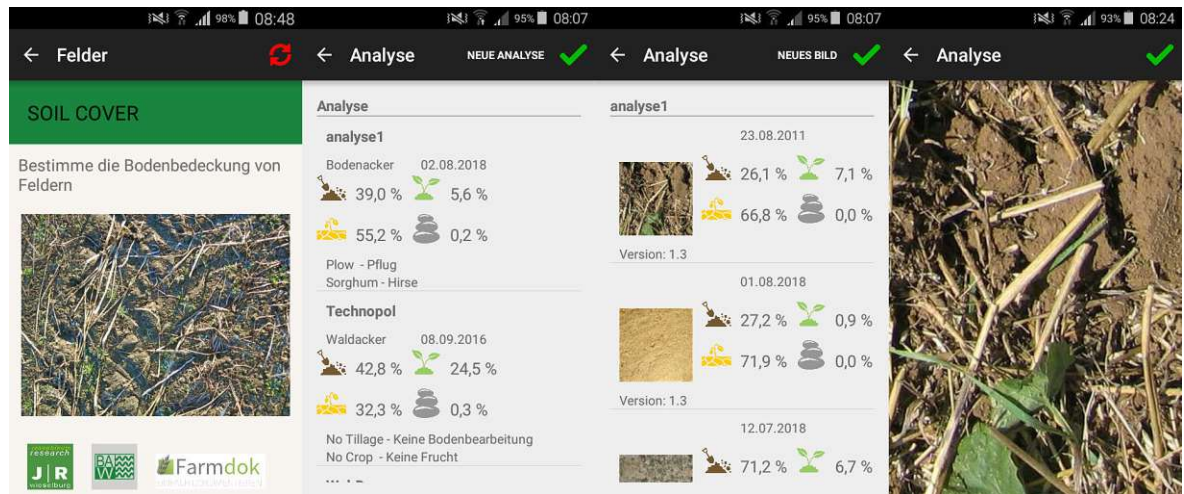 98% 08:48
Felder
SOIL COVER
Bestimme die Bodenbedeckung von
Feldern
research
J R
wieselburg
BA
W
Farmdok
95% 08:07
Analyse NEUE ANALYSE
Analyse
analyse1
Bodenacker 02.08.2018
39,0 % 5,6 %
55,2 % 0,2 %
Plow - Pflug
Sorghum - Hirse
Technopol
Waldacker 08.09.2016
42,8 % 24,5 %
32,3 % 0,3 %
No Tillage - Keine Bodenbearbeitung
No Crop - Keine Frucht
95% 08:07
Analyse NEUES BILD
analyse1
23.08.2011
26,1 % 7,1 %
66,8 % 0,0 %
Version: 1.3
01.08.2018
27,2 % 0,9 %
71,9 % 0,0 %
Version: 1.3
12.07.2018
71,2 % 6,7 %
93% 08:24
Analyse